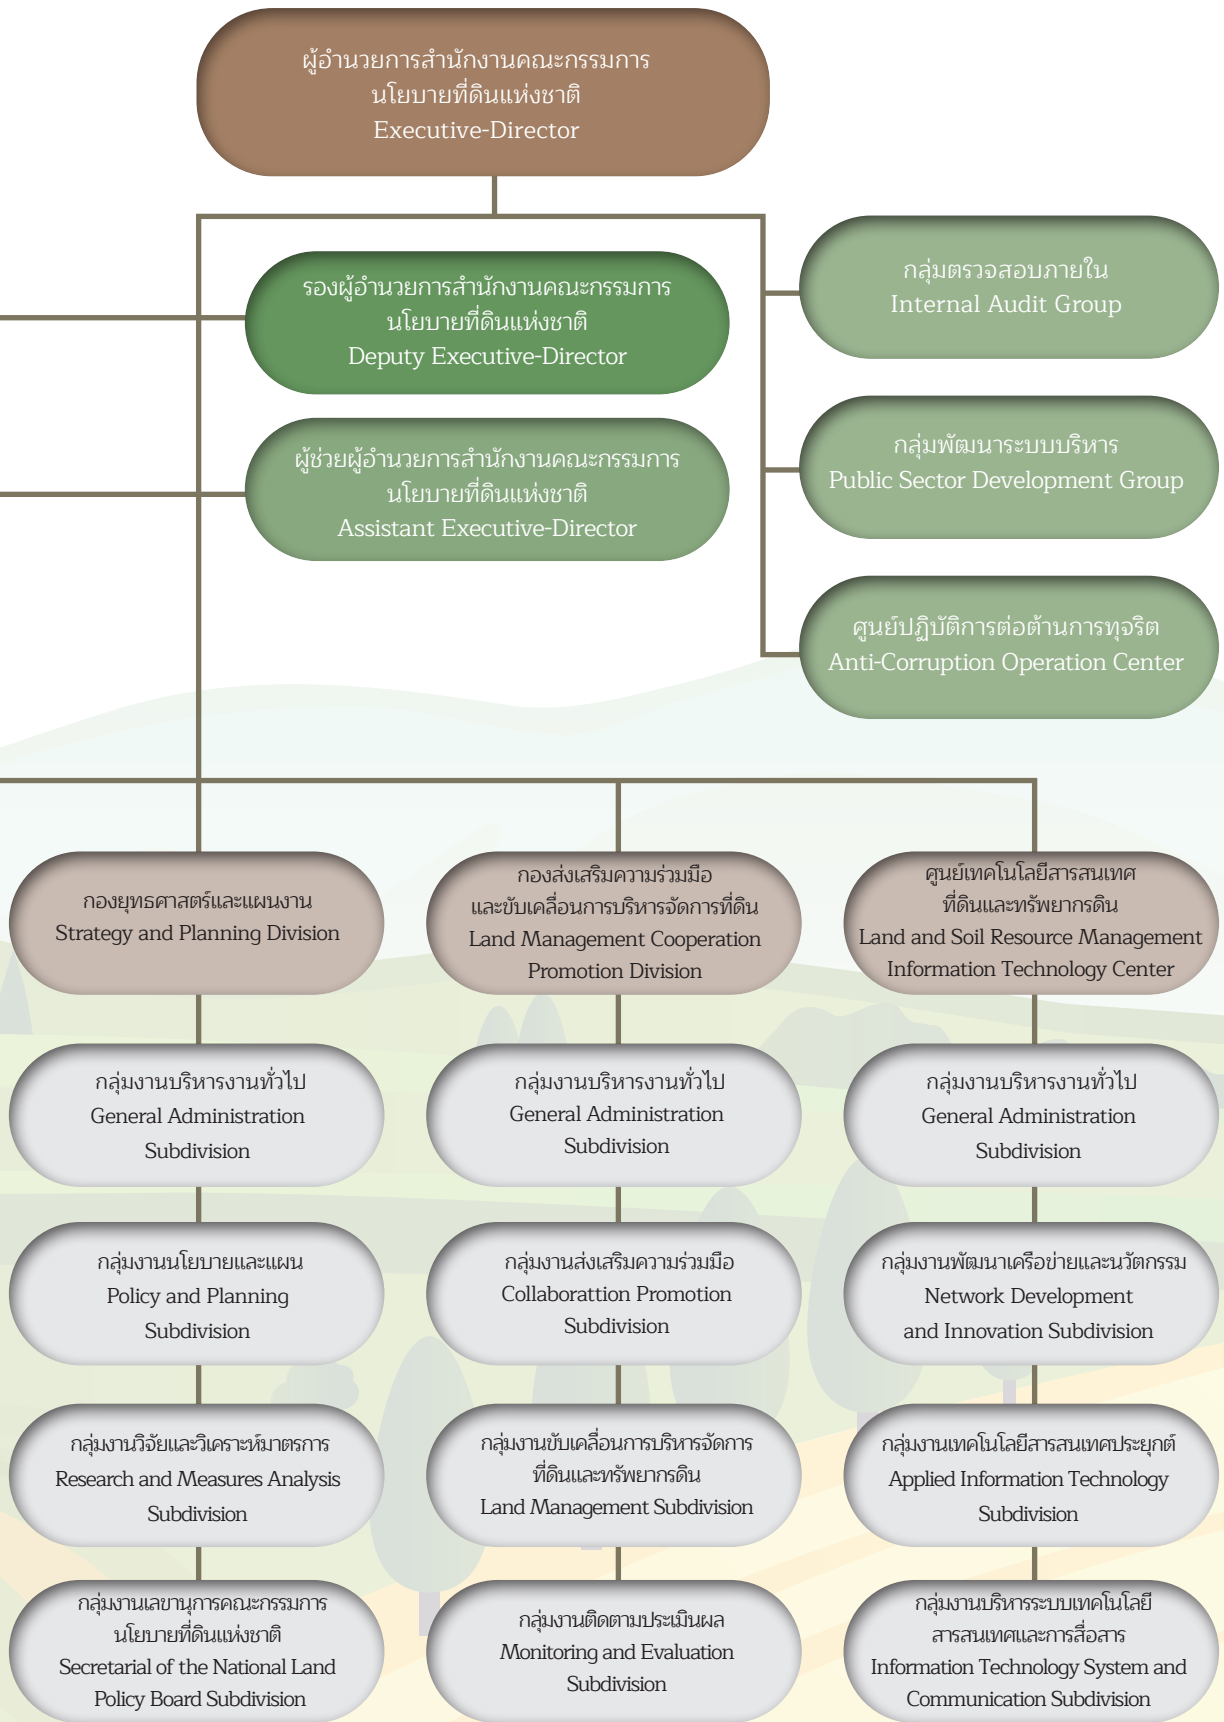 ผู้อำนวยการสำนักงานคณะกรรมการ
นโยบายที่ดินแห่งชาติ
Executive-Director
รองผู้อำนวยการสำนักงานคณะกรรมการ
นโยบายที่ดินแห่งชาติ
Deputy Executive-Director
ผู้ช่วยผู้อำนวยการสำนักงานคณะกรรมการ
นโยบายที่ดินแห่งชาติ
Assistant Executive-Director
กลุ่มตรวจสอบภายใน
Internal Audit Group
กลุ่มพัฒนาระบบบริหาร
Public Sector Development Group
ศูนย์ปฏิบัติการต่อต้านการทุจริต
Anti-Corruption Operation Center
กองยุทธศาสตร์และแผนงาน
Strategy and Planning Division
กลุ่มงานบริหารงานทั่วไป
General Administration
Subdivision
กลุ่มงานนโยบายและแผน
Policy and Planning
Subdivision
กลุ่มงานวิจัยและวิเคราะห์มาตรการ
Research and Measures Analysis
Subdivision
กลุ่มงานเลขานุการคณะกรรมการ
นโยบายที่ดินแห่งชาติ
Secretarial of the National Land
Policy Board Subdivision
กองส่งเสริมความร่วมมือ
และขับเคลื่อนการบริหารจัดการที่ดิน
Land Management Cooperation
Promotion Division
กลุ่มงานบริหารงานทั่วไป
General Administration
Subdivision
กลุ่มงานส่งเสริมความร่วมมือ
Collaborattion Promotion
Subdivision
กลุ่มงานขับเคลื่อนการบริหารจัดการ
ที่ดินและทรัพยากรดิน
Land Management Subdivision
กลุ่มงานติดตามประเมินผล
Monitoring and Evaluation
Subdivision
ศูนย์เทคโนโลยีสารสนเทศ
ที่ดินและทรัพยากรดิน
Land and Soil Resource Management
Information Technology Center
กลุ่มงานบริหารงานทั่วไป
General Administration
Subdivision
กลุ่มงานพัฒนาเครือข่ายและนวัตกรรม
Network Development
and Innovation Subdivision
กลุ่มงานเทคโนโลยีสารสนเทศประยุกต์
Applied Information Technology
Subdivision
กลุ่มงานบริหารระบบเทคโนโลยี
สารสนเทศและการสื่อสาร
Information Technology System and
Communication Subdivision